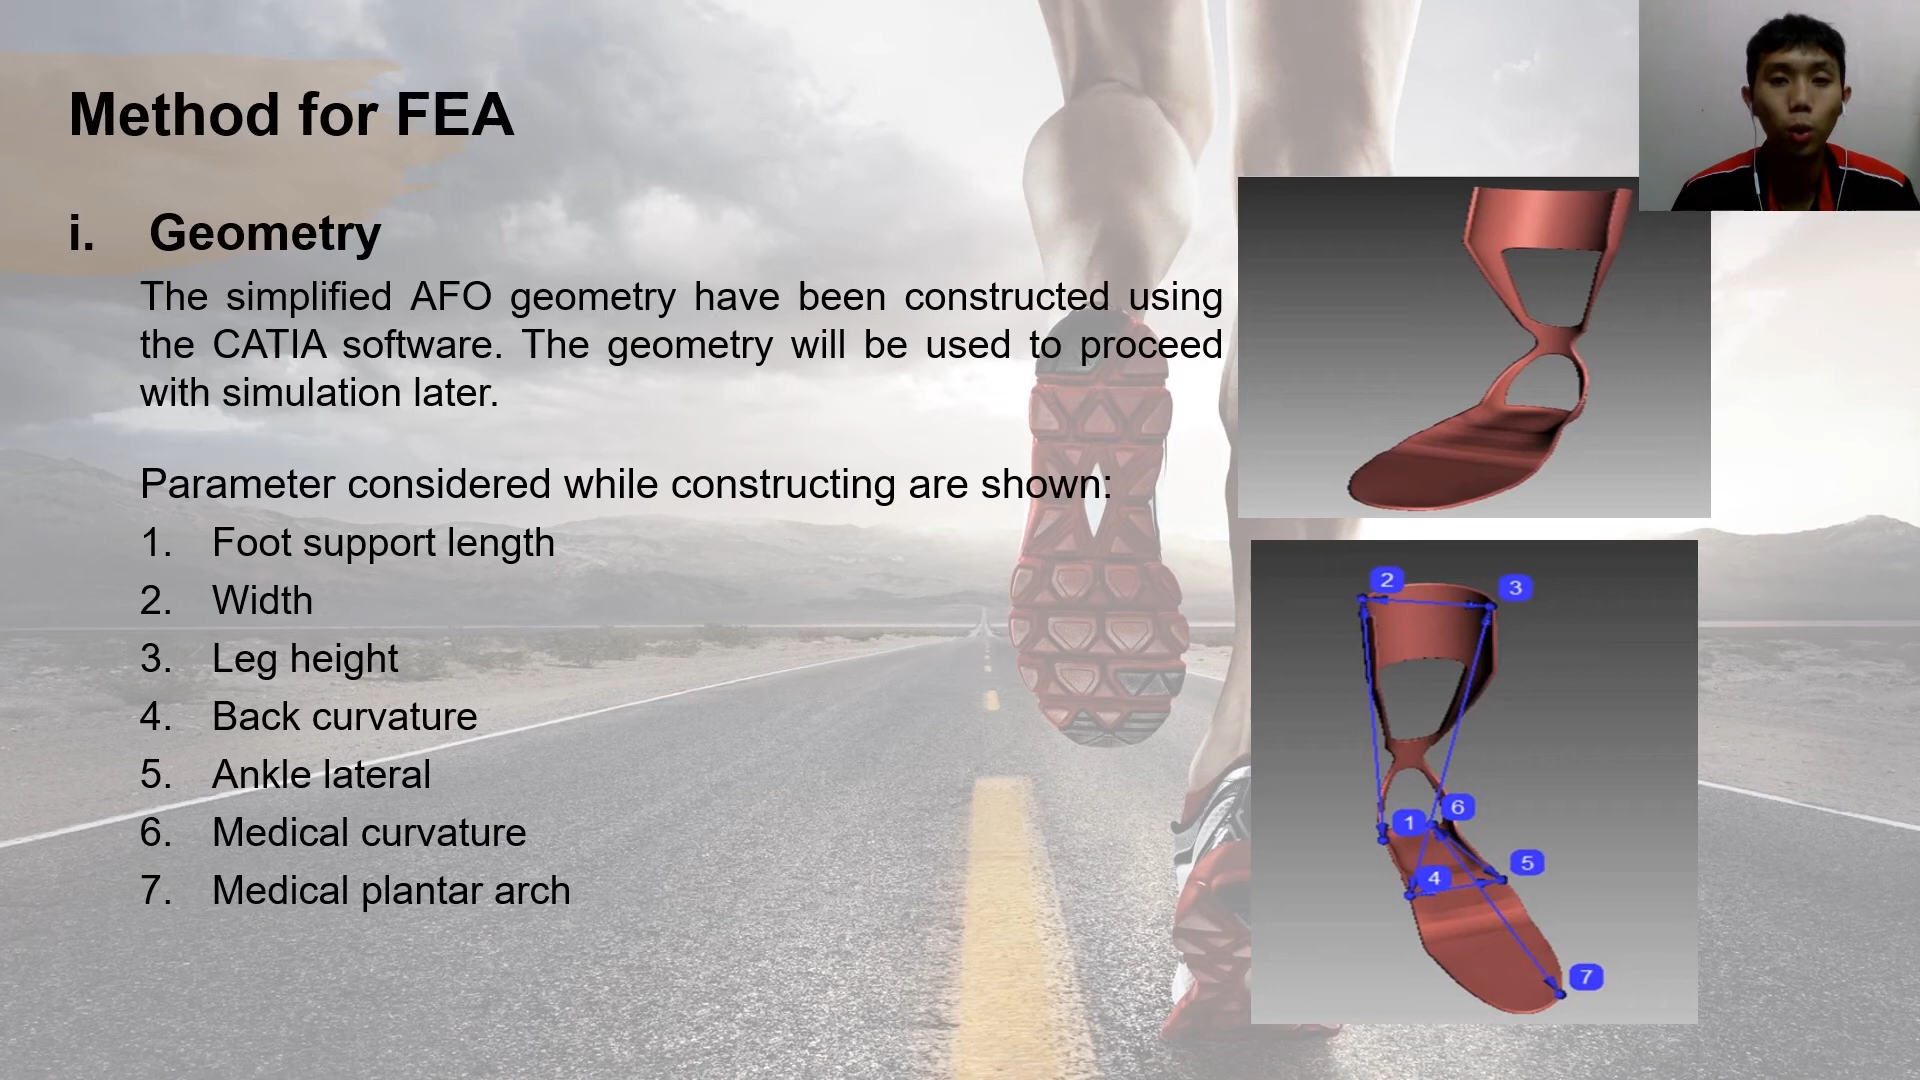 Method for FEA
i. Geometry
The simplified AFO geometry have been constructed using
the CATIA software. The geometry will be used to proceed
with simulation later.
Parameter considered while constructing are shown:
1. Foot support length
2. Width
3. Leg height
4. Back curvature
5. Ankle lateral
6. Medical curvature
7. Medical plantar arch
2
3
6
1
5
4
7